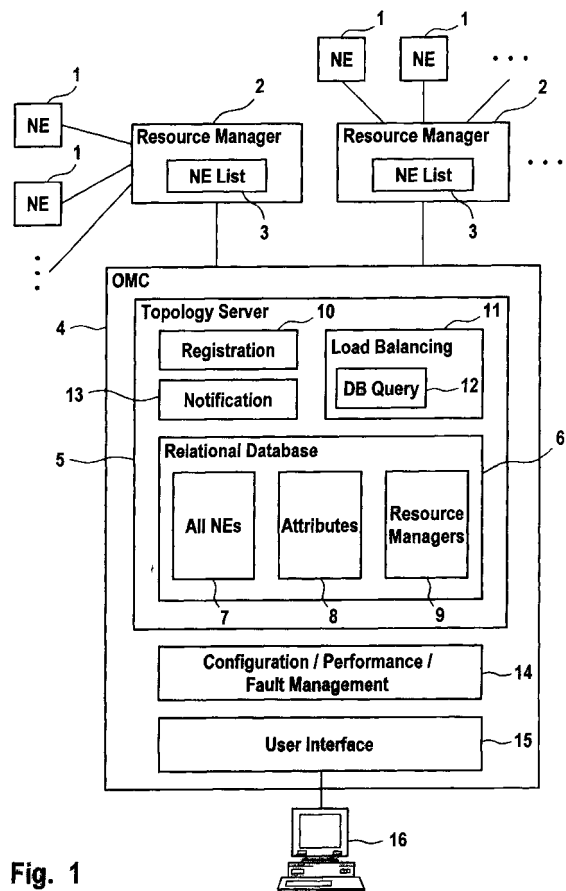 1
1
NE
NE
• • •
1
2
2
NE
Resource Manager
Resource Manager
1
NE List
NE List
• • •
NE
3
3
OMC
4
Topology Server
10
11
Registration
Load Balancing
13
Notification
DB Query
12
5
Relational Database
6
All NEs
Attributes
Resource
Managers
7
8
9
Configuration / Performance /
Fault Management
14
User Interface
15
16
Fig. 1